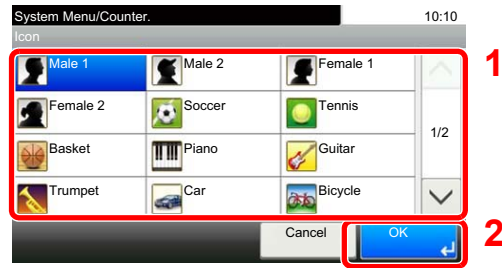 System Menu/Counter. 10:10
Icon
Male 1 Male 2 Female 1
Female 2 Soccer Tennis
1/2
Basket Piano Guitar
Trumpet Car Bicycle
Cancel OK
1
2